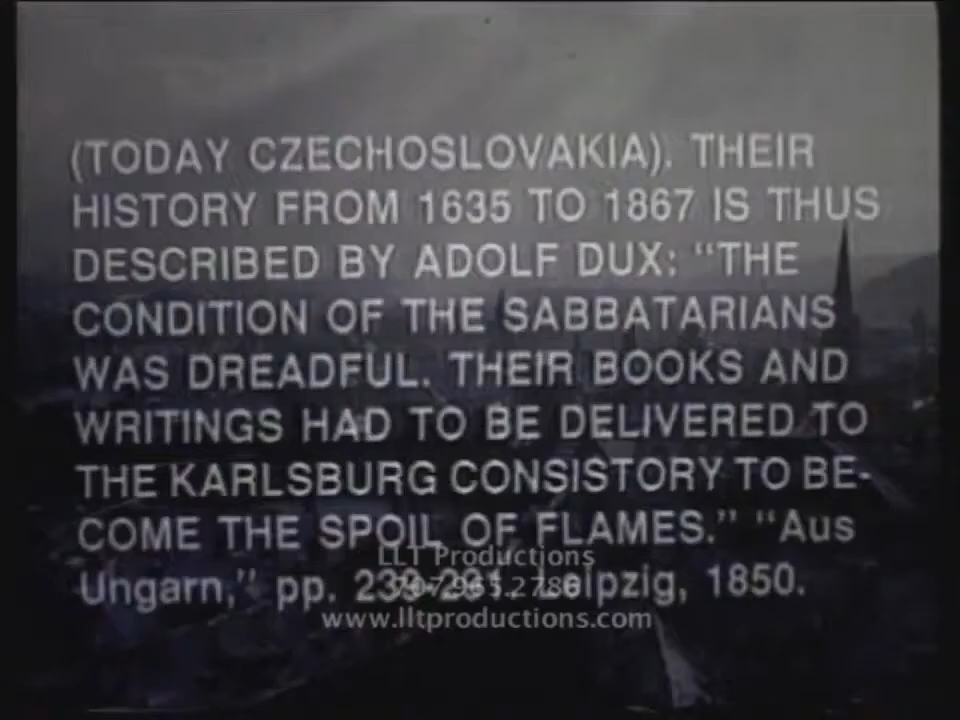 (TODAY CZECHOSLOVAKIA). THEIR
HISTORY FROM 1635 TO 1867 IS THUS
DESCRIBED BY ADOLF DUX: “THE
CONDITION OF THE SABBATARIANS
WAS DREADFUL. THEIR BOOKS AND
WRITINGS HAD TO BE DELIVERED TO
THE KARLSBURG CONSISTORY TO BE-
COME THE SPOIL OF FLAMES.” “Aus
LLT Productions
Ungarn,” pp. Leipzig, 1850.
www.lltproductions.com